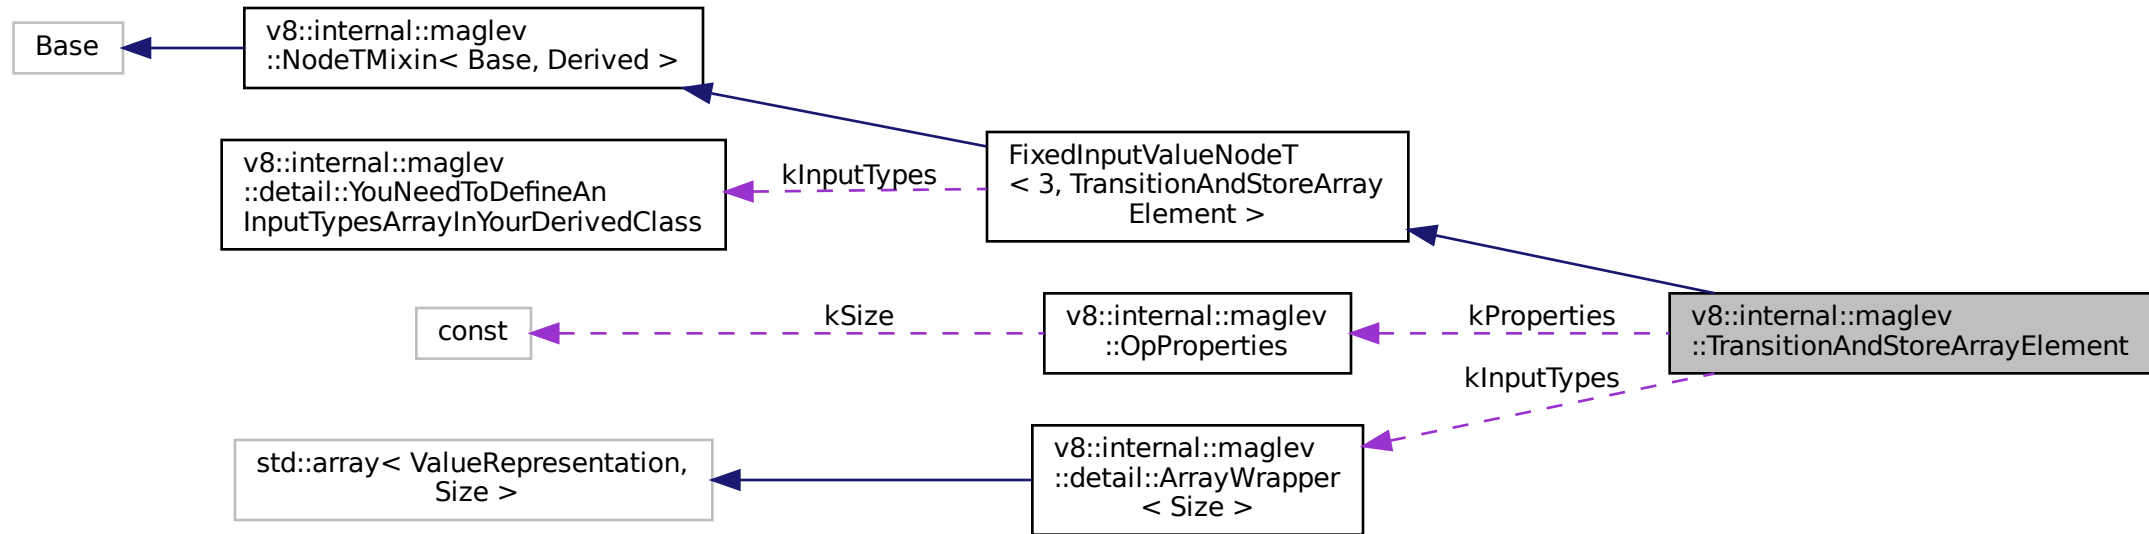 Base
v8::internal::maglev
::NodeTMixin< Base, Derived >
v8::internal::maglev
::detail::YouNeedToDefineAn
InputTypesArrayInYourDerivedClass
kInputTypes
FixedInputValueNodeT
< 3, TransitionAndStoreArray
Element >
const
kSize
v8::internal::maglev
::OpProperties
kProperties
v8::internal::maglev
::TransitionAndStoreArrayElement
kInputTypes
std::array< ValueRepresentation,
Size >
v8::internal::maglev
::detail::ArrayWrapper
< Size >